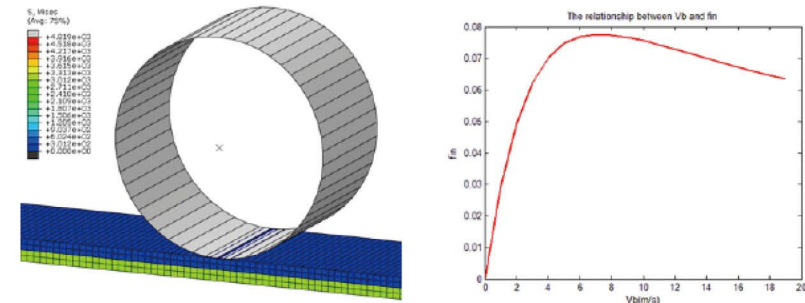 S, Mises
(Avg: 75%)
+4.819e+03
+4.518e+03
+4.217e+03
+3.916e+03
+3.615e+03
+3.313e+03
+3.012e+03
+2.711e+03
+2.410e+03
+2.109e+03
+1.807e+03
+1.506e+03
+1.205e+03
+9.037e+02
+6.024e+02
+3.012e+02
+0.000e+00
The relationship between Vb and fin
0.08
0.07
0.06
0.05
0.04
0.03
0.02
0.01
0
fin
0 2 4 6 8 10 12 14 16 18 20
Vb(m/s)